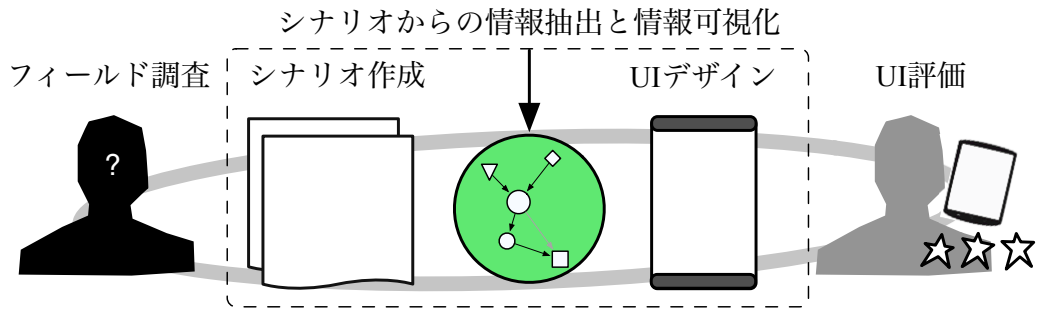 シナリオからの情報抽出と情報可視化
フィールド調査
シナリオ作成
UIデザイン
UI評価
?